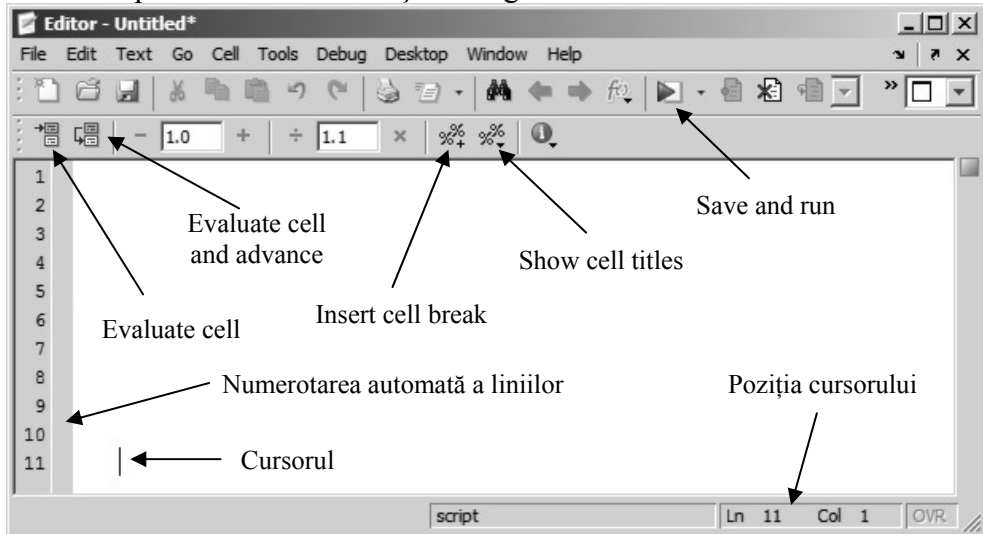 Editor - Untitled*
File Edit Text Go Cell Tools Debug Desktop Window Help
1.0
1.1
1
2
3
4
5
6
7
8
9
10
11
Evaluate cell
and advance
Save and run
Show cell titles
Insert cell break
Evaluate cell
Numerotarea automată a liniilor
Poziția cursorului
Cursorul
script
Ln 11 Col 1
OVR